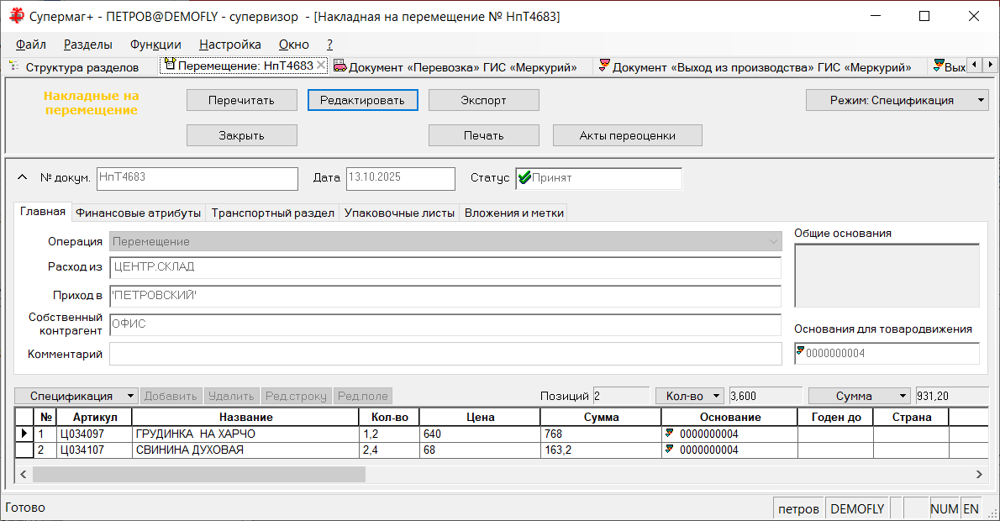 Супермаг+ - ПЕТРОВ@DEMOFLY - супервизор - [Накладная на перемещение № НпТ4683]
Файл Разделы Функции Настройка Окно ?
Структура разделов Перемещение: НпТ4683 Документ «Перевозка» ГИС «Меркурий» Документ «Выход из производства» ГИС «Меркурий» Вых
Накладные на перемещение
Перечитать Редактировать Экспорт Режим: Спецификация
Закрыть Печать Акты переоценки
№ докум. НпТ4683 Дата 13.10.2025 Статус Принят
Главная Финансовые атрибуты Транспортный раздел Упаковочные листы Вложения и метки
Операция Перемещение
Общие основания
Расход из ЦЕНТР.СКЛАД
Приход в 'ПЕТРОВСКИЙ'
Собственный контрагент ОФИС
Основания для товародвижения
Комментарий
0000000004
Спецификация Добавить Удалить Ред.строку Ред.поле Позиций 2 Кол-во 3,600 Сумма 931,20
№ Артикул Название Кол-во Цена Сумма Основание Годен до Страна
1 Ц034097 ГРУДИНКА НА ХАРЧО 1,2 640 768 0000000004
2 Ц034107 СВИНИНА ДУХОВАЯ 2,4 68 163,2 0000000004
Готово петров DEMOFLY NUM EN